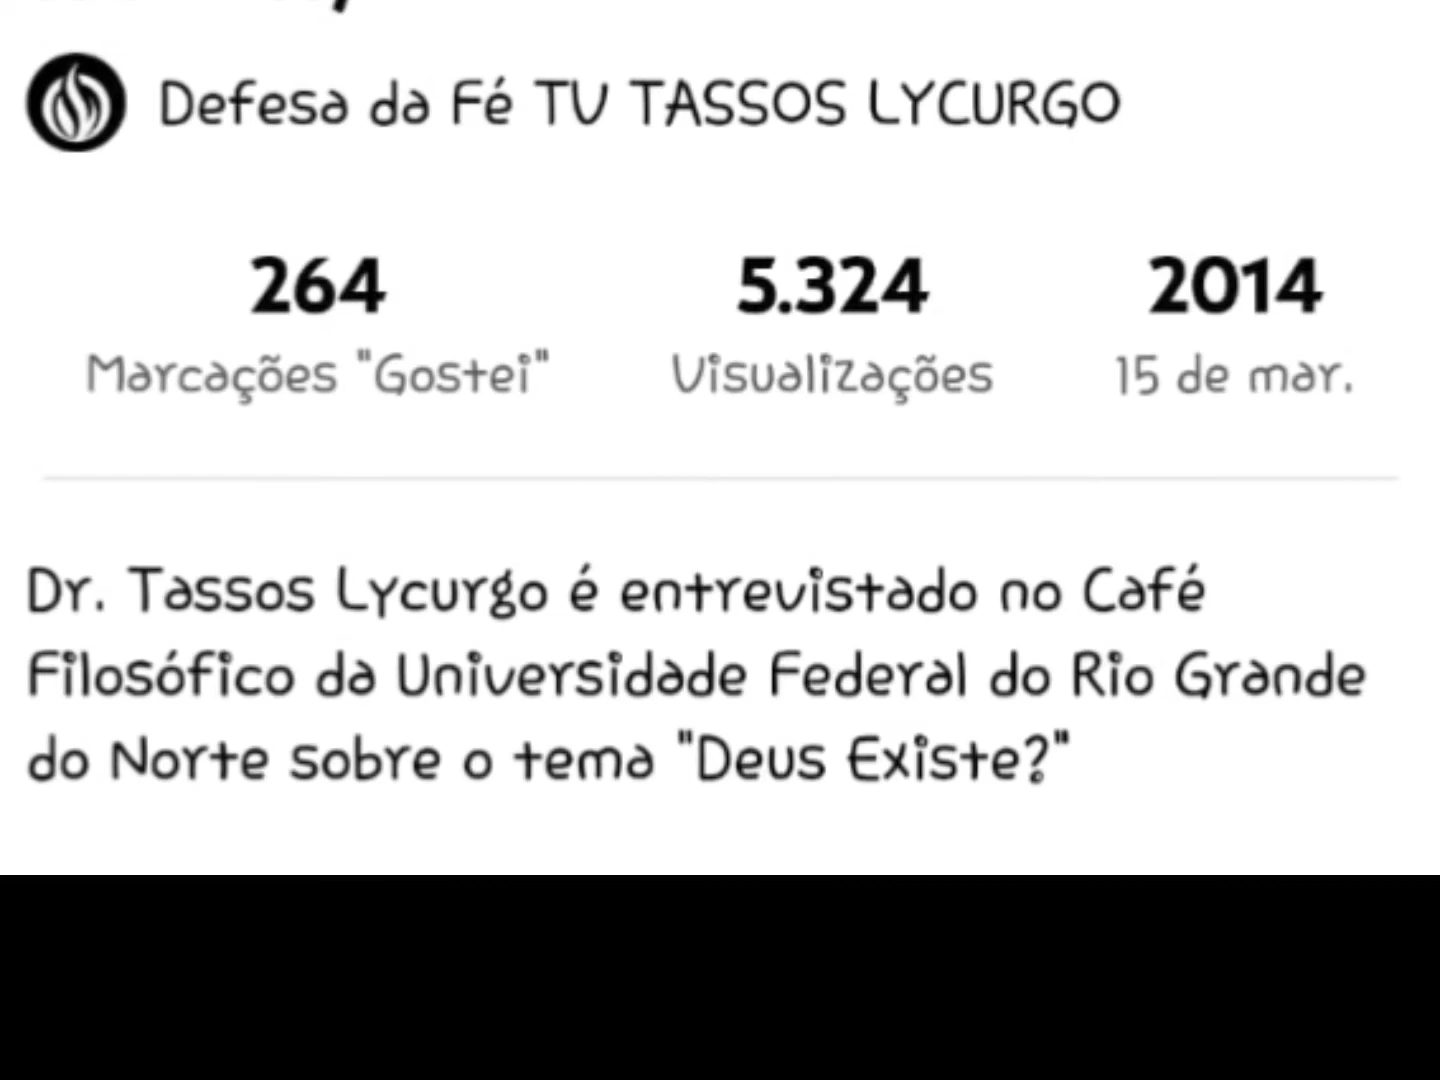 Defesa da Fé TV TASSOS LYCURGO
264 5.324 2014
Marcações "Gostei" Visualizações 15 de mar.
Dr. Tassos Lycurgo é entrevistado no Café
Filosófico da Universidade Federal do Rio Grande
do Norte sobre o tema "Deus Existe?"